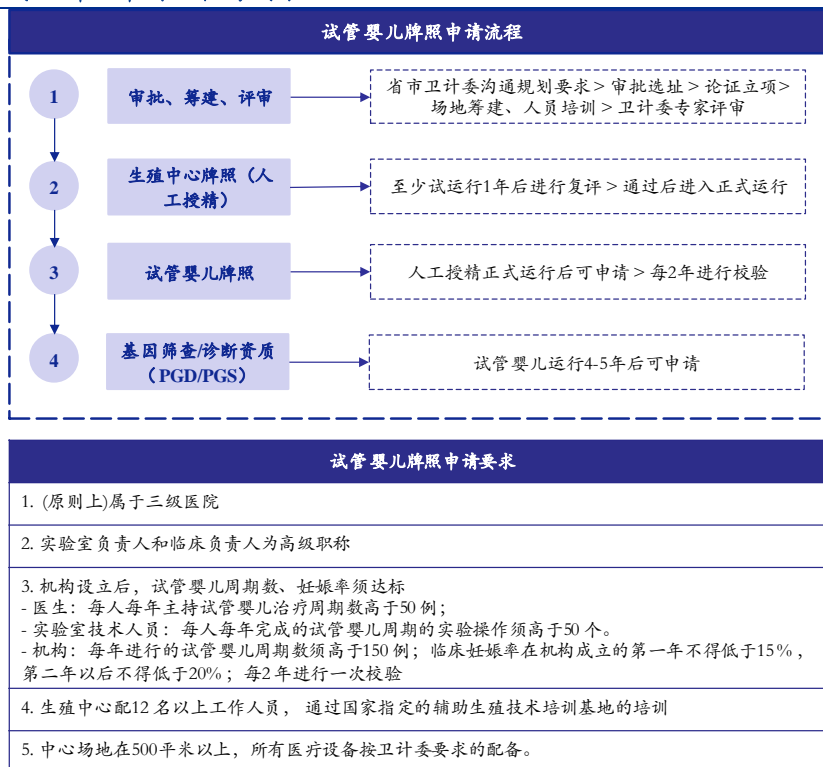 试管婴儿牌照申请流程
1
审批、筹建、评审
省市卫计委沟通规划要求> 审批选址> 论证立项>
场地筹建、人员培训> 卫计委专家评审
2
生殖中心牌照（人
工授精）
至少试运行1年后进行复评> 通过后进入正式运行
3
试管婴儿牌照
人工授精正式运行后可申请> 每2年进行校验
4
基因筛查/诊断资质
（PGD/PGS）
试管婴儿运行4-5年后可申请
试管婴儿牌照申请要求
1. (原则上)属于三级医院
2. 实验室负责人和临床负责人为高级职称
3. 机构设立后，试管婴儿周期数、妊娠率须达标
- 医生：每人每年主持试管婴儿治疗周期数高于50 例；
- 实验室技术人员：每人每年完成的试管婴儿周期的实验操作须高于50 个。
- 机构：每年进行的试管婴儿周期数须高于150 例；临床妊娠率在机构成立的第一年不得低于15%，
第二年以后不得低于20%；每2 年进行一次校验
4. 生殖中心配12 名以上工作人员， 通过国家指定的辅助生殖技术培训基地的培训
5. 中心场地在500平米以上，所有医疗设备按卫计委要求的配备。